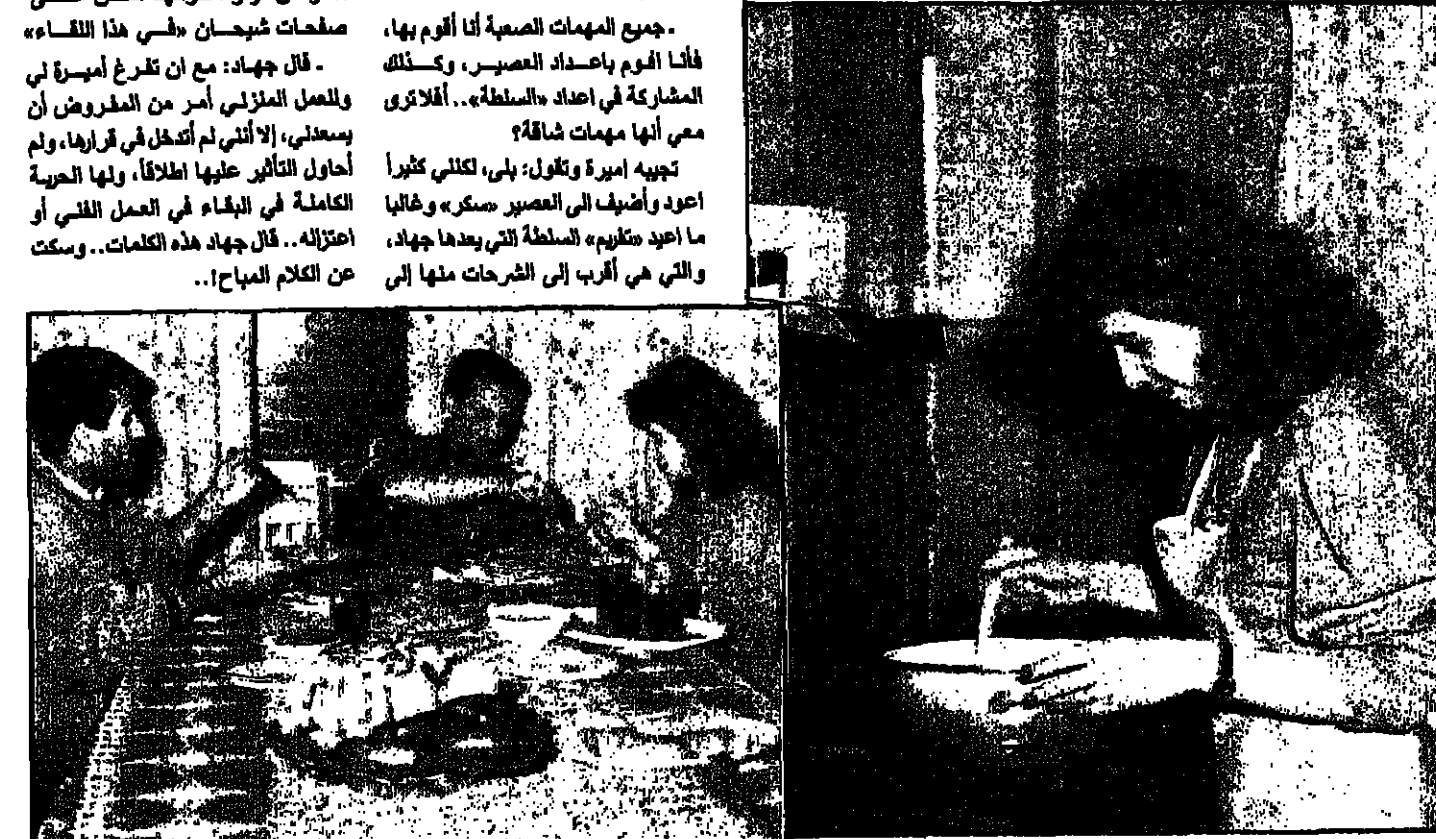 ـ جميع المهمات الصعبة أنا أقوم بها،
فأنا اقوم باعداد العصير، وكذلك
المشاركة في اعداد «السلطة».. أفلا ترى
معي أنها مهمات شاقة؟
تجيبه اميرة وتقول: بلى، لكنني كثيراً
اعود وأضيف الى العصير «سكر» وغالبا
ما اعيد «تفريم» السلطة التي يعدها جهاد،
والتي هي أقرب إلى الشرحات منها إلى
صفحات شيحان «في هذا اللقاء»
ـ قال جهاد: مع ان تفرغ أميرة لي
وللعمل المنزلي أمر من المفروض أن
يسعدني، إلا أنني لم أتدخل في قرارها، ولم
أحاول التأثير عليها اطلاقاً، ولها الحرية
الكاملة في البقاء في العمل الفني أو
اعتزاله.. قال جهاد هذه الكلمات.. وسكت
عن الكلام المباح!..